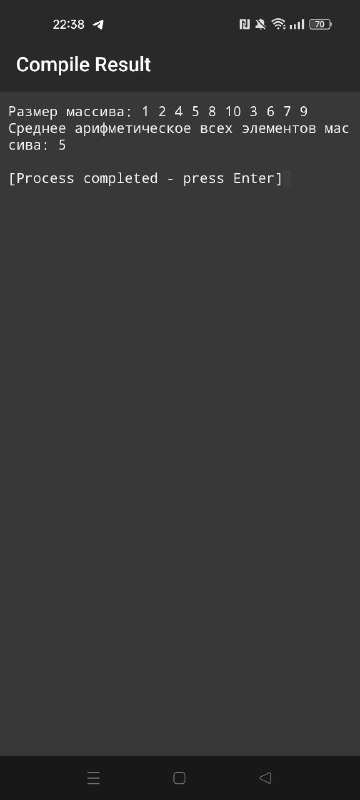 22:38
70
Compile Result
Размер массива: 1 2 4 5 8 10 3 6 7 9
Среднее арифметическое всех элементов мас
сива: 5
[Process completed - press Enter]